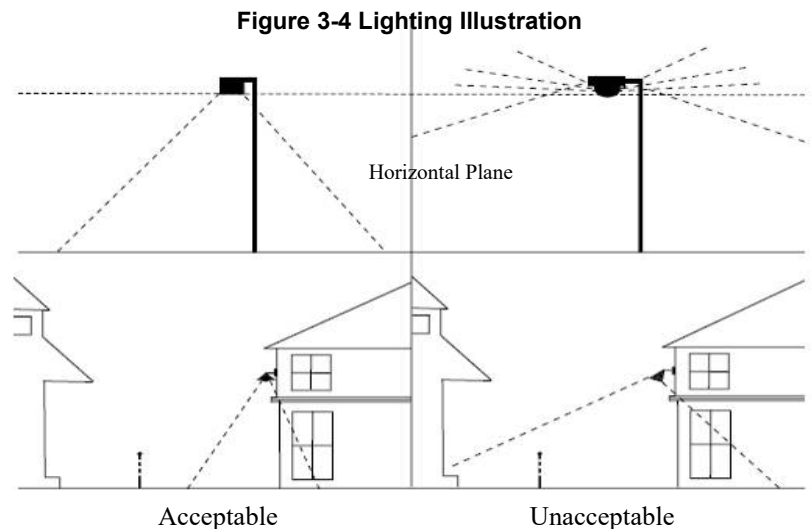 Figure 3-4 Lighting Illustration
Horizontal Plane
Acceptable
Unacceptable